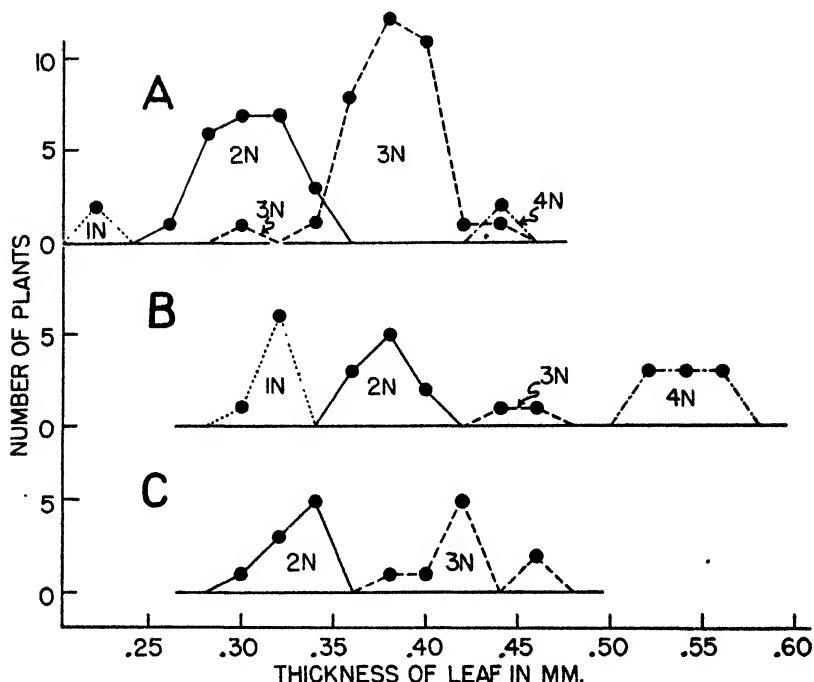 NUMBER OF PLANTS
A
10
5
0
1N
2N
3N
3N
4N
B
5
0
1N
2N
3N
4N
C
5
0
2N
3N
.25 .30 .35 .40 .45 .50 .55 .60
THICKNESS OF LEAF IN MM.